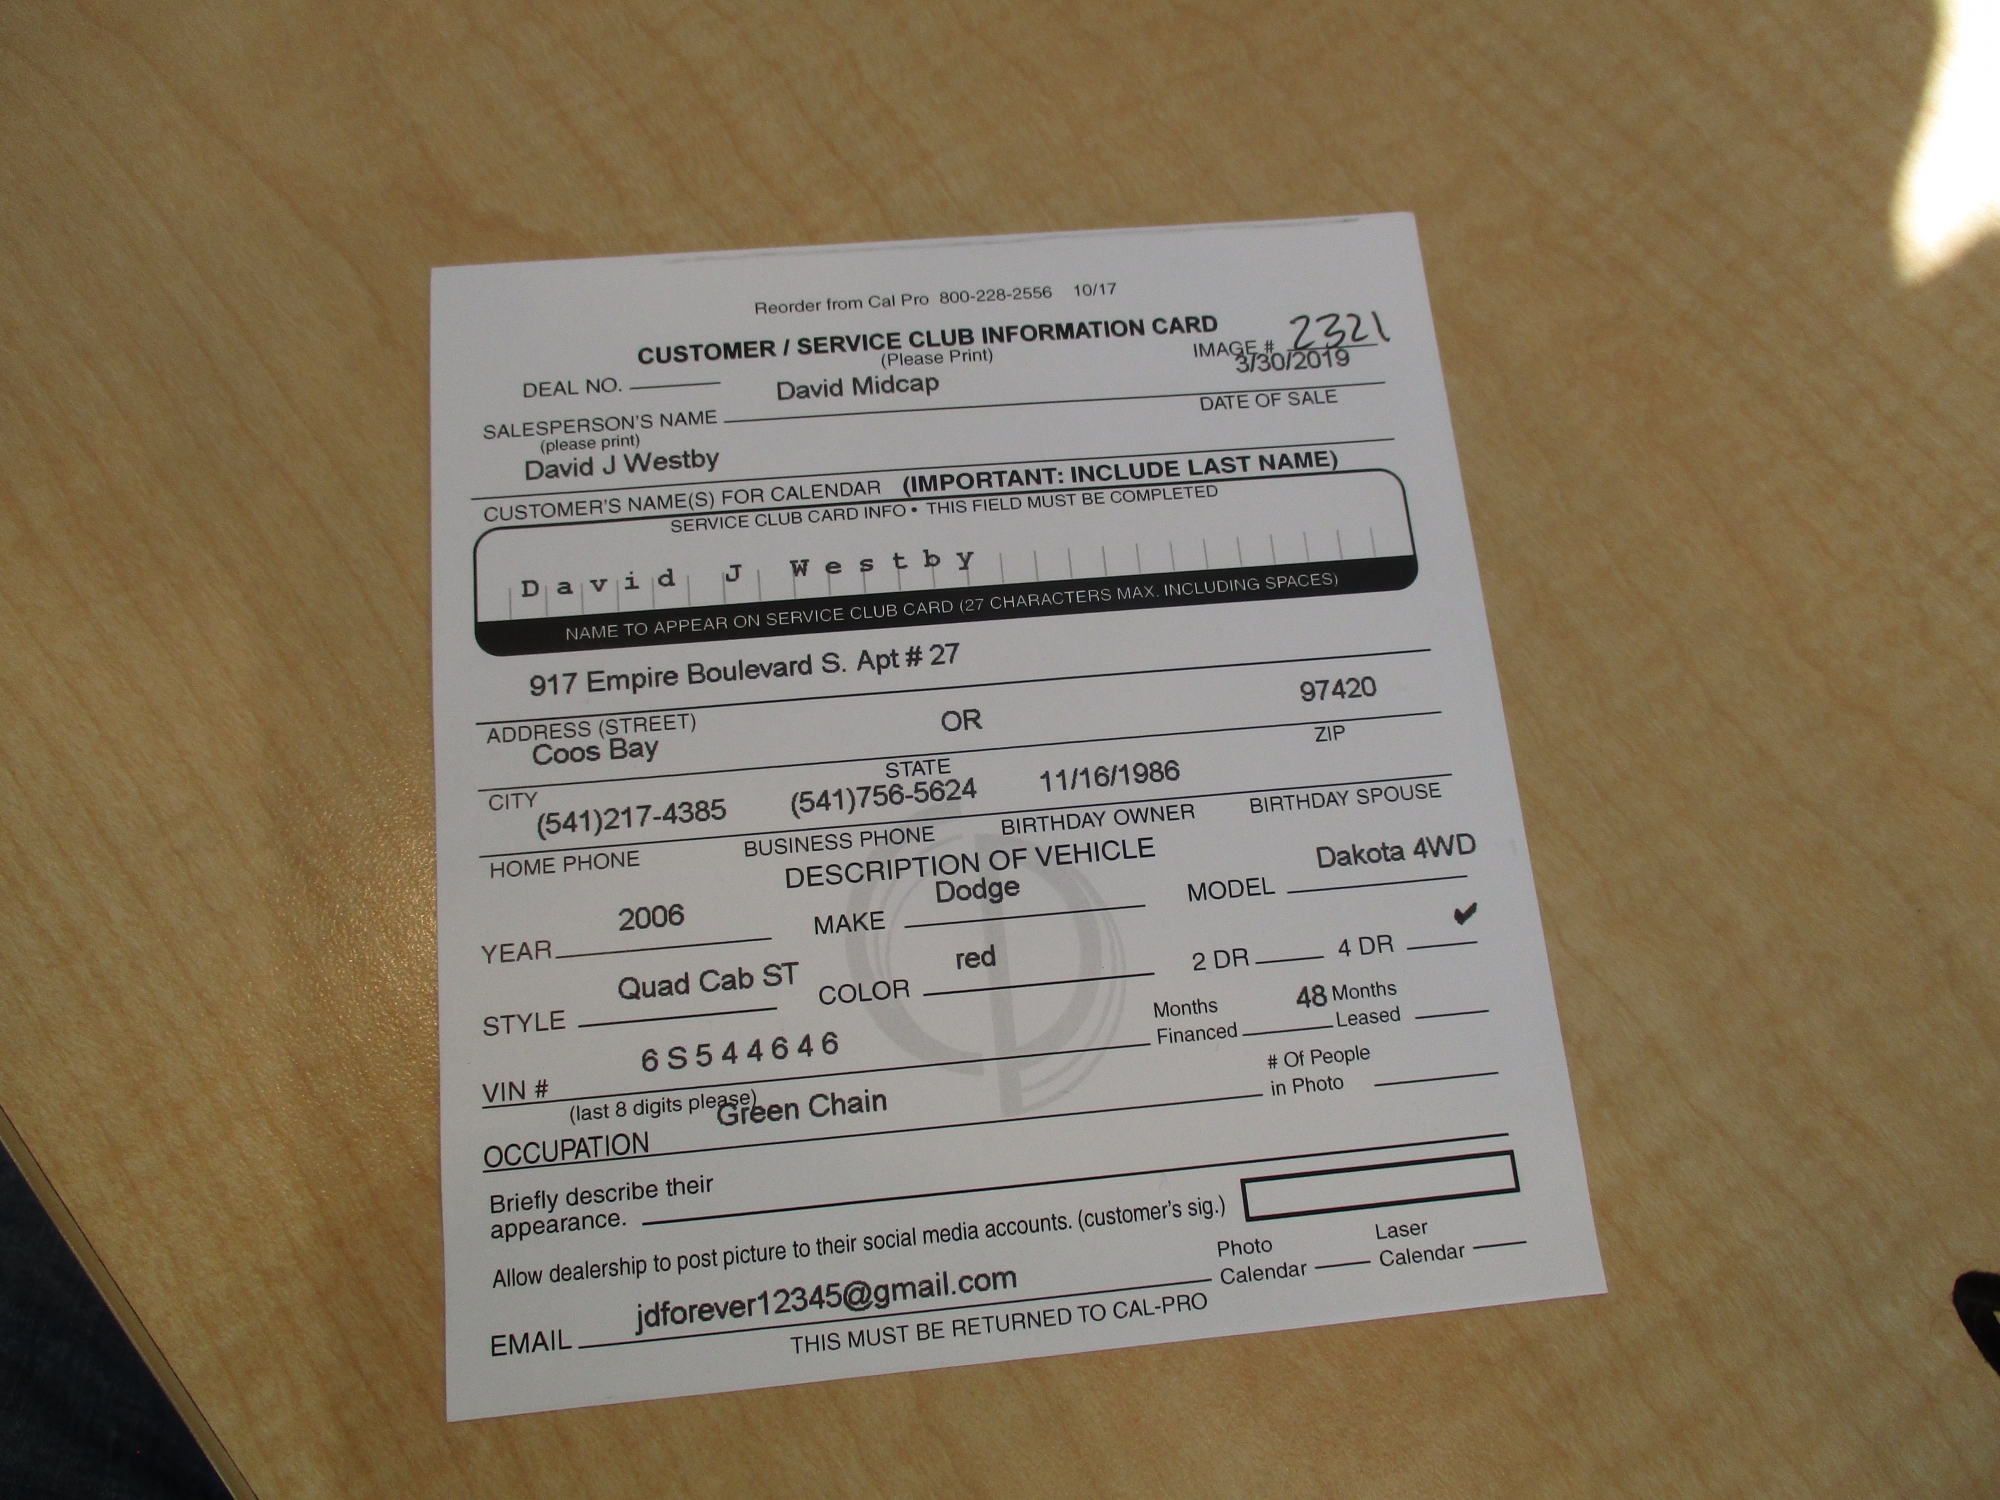 Reorder from Cal Pro 800-228-2556 10/17
CUSTOMER / SERVICE CLUB INFORMATION CARD
(Please Print)
IMAGE # 2321
DEAL NO.
David Midcap
3/30/2019
SALESPERSON'S NAME
DATE OF SALE
(please print)
David J Westby
CUSTOMER'S NAME(S) FOR CALENDAR (IMPORTANT: INCLUDE LAST NAME)
SERVICE CLUB CARD INFO • THIS FIELD MUST BE COMPLETED
David J Westby
NAME TO APPEAR ON SERVICE CLUB CARD (27 CHARACTERS MAX. INCLUDING SPACES)
917 Empire Boulevard S. Apt # 27
ADDRESS (STREET)
Coos Bay OR 97420
CITY STATE ZIP
(541)217-4385 (541)756-5624 11/16/1986
HOME PHONE BUSINESS PHONE BIRTHDAY OWNER BIRTHDAY SPOUSE
DESCRIPTION OF VEHICLE
YEAR 2006 MAKE Dodge MODEL Dakota 4WD
STYLE Quad Cab ST COLOR red 2 DR 4 DR ✔
VIN # 6S544646 Months Financed 48 Months Leased
(last 8 digits please)
OCCUPATION Green Chain # Of People in Photo
Briefly describe their
appearance.
Allow dealership to post picture to their social media accounts. (customer's sig.)
EMAIL jdforever12345@gmail.com Photo Calendar Laser Calendar
THIS MUST BE RETURNED TO CAL-PRO